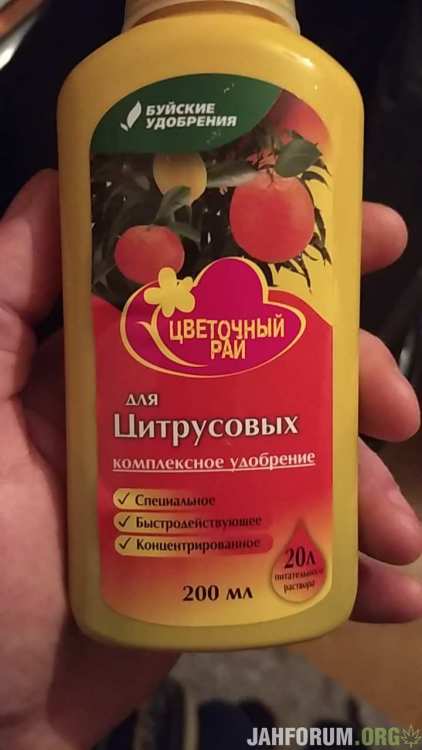 БУЙСКИЕ
УДОБРЕНИЯ
ЦВЕТОЧНЫЙ
РАЙ
для
Цитрусовых
комплексное удобрение
Специальное
Быстродействующее
Концентрированное
20л
питательного
раствора
200 мл
JAHFORUM.ORG